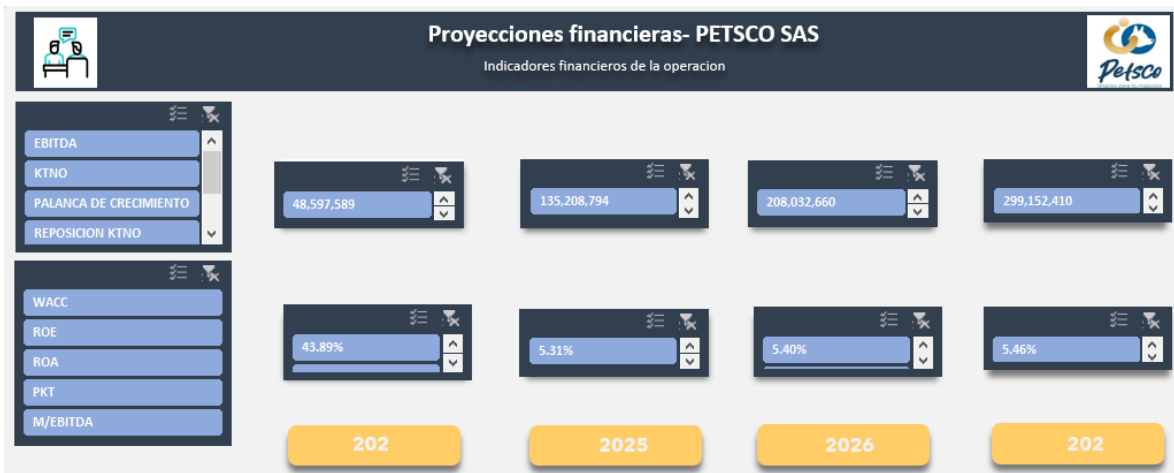 Proyecciones financieras- PETSCO SAS
Indicadores financieros de la operacion
Petsco
EBITDA
KTNO
PALANCA DE CRECIMIENTO
REPOSICION KTNO
48,597,589
135,208,794
208,032,660
299,152,410
WACC
ROE
ROA
PKT
M/EBITDA
43.89%
5.31%
5.40%
5.46%
202
2025
2026
202